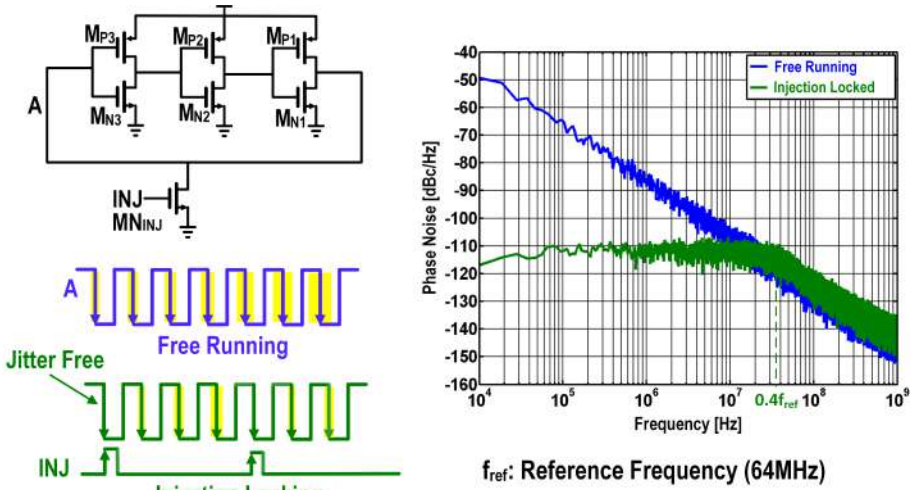 MP3
MP2
MP1
A
MN3
MN2
MN1
INJ
MNINJ
A
Free Running
Jitter Free
INJ
Free Running
Injection Locked
Phase Noise [dBc/Hz]
-40
-50
-60
-70
-80
-90
-100
-110
-120
-130
-140
-150
-160
10^4
10^5
10^6
10^7
10^8
10^9
0.4fref
Frequency [Hz]
fref: Reference Frequency (64MHz)